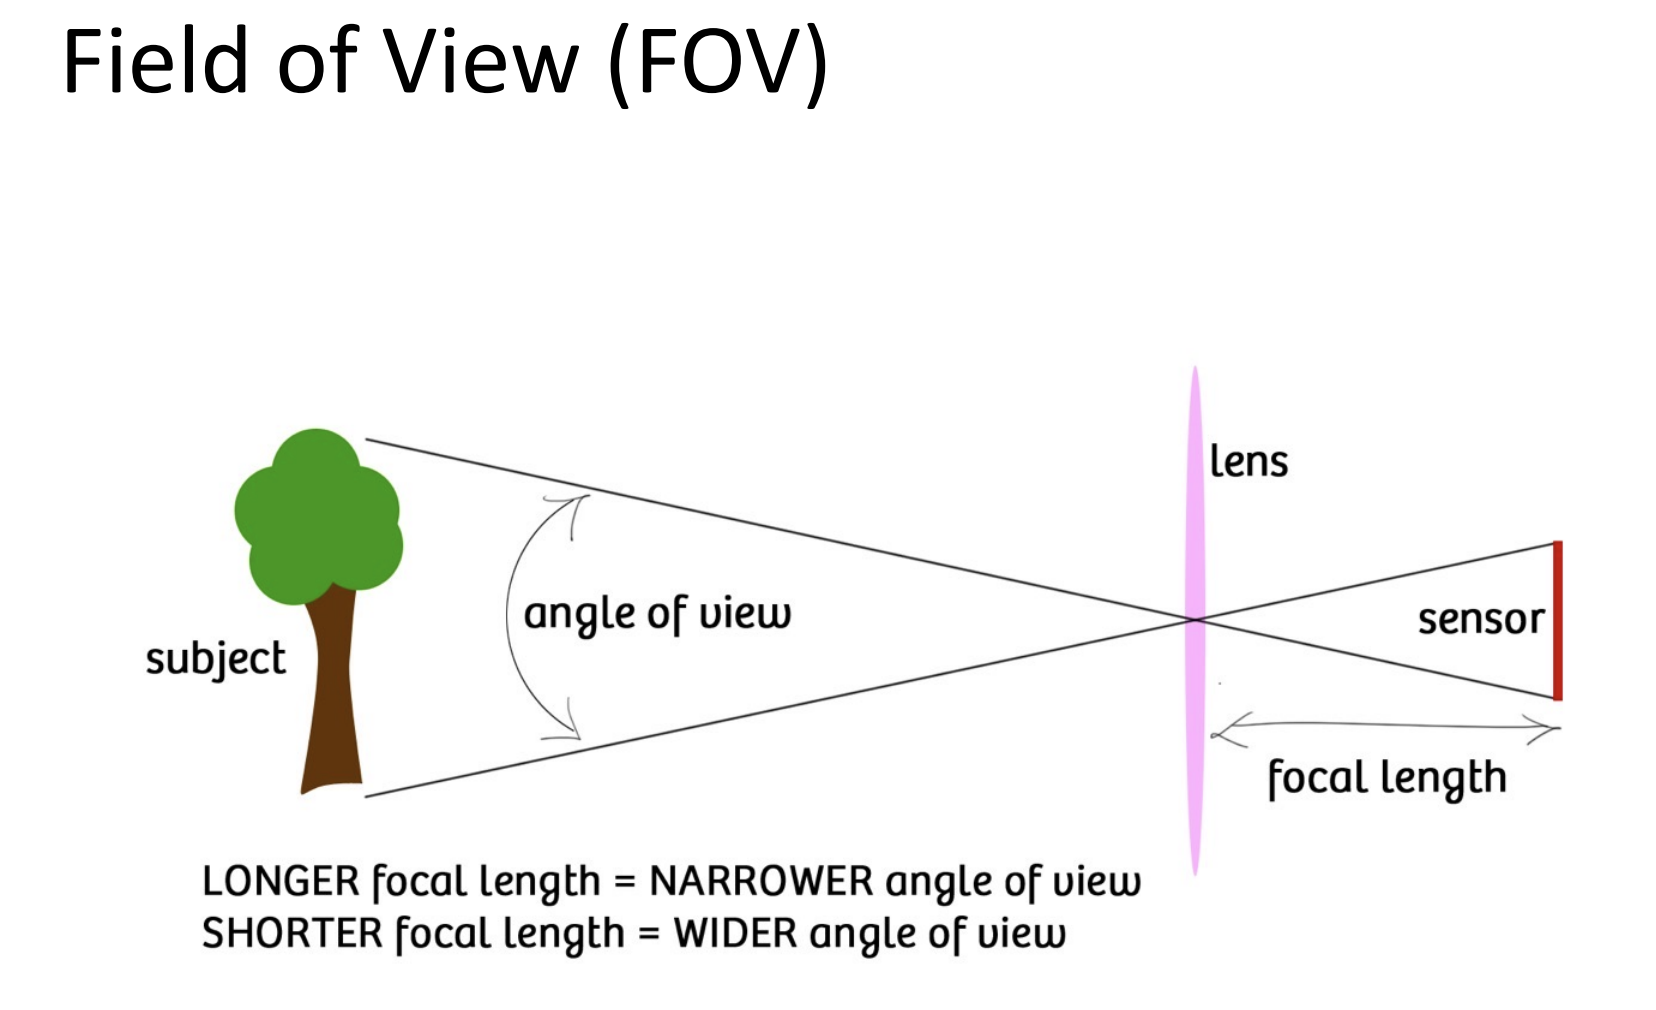 Field of View (FOV)
lens
angle of view
sensor
subject
focal length
LONGER focal length = NARROWER angle of view
SHORTER focal length = WIDER angle of view